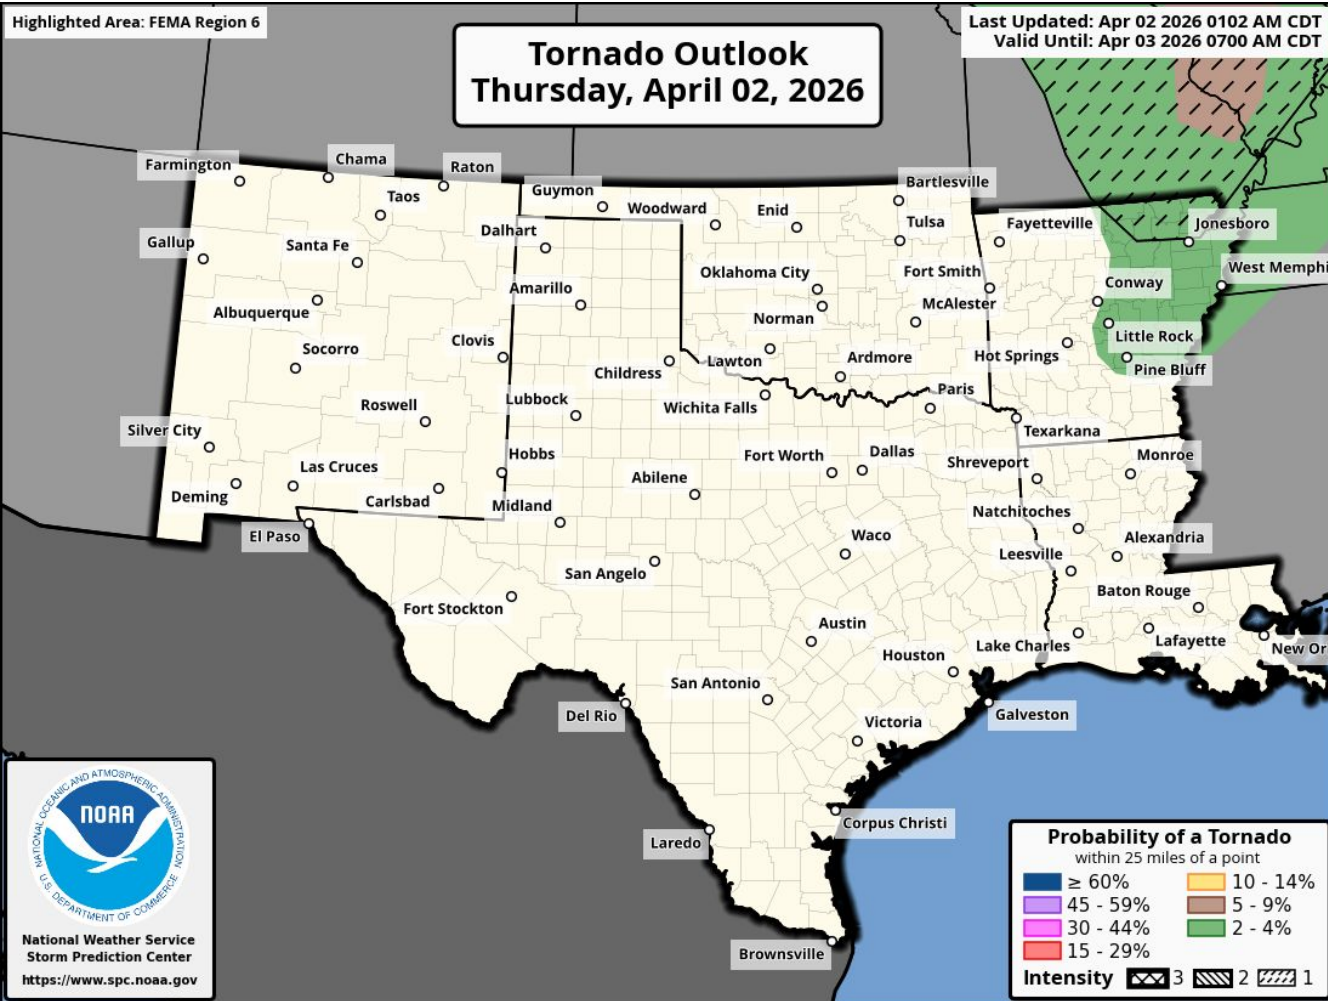 Highlighted Area: FEMA Region 6
Last Updated: Apr 02 2026 0102 AM CDT
Valid Until: Apr 03 2026 0700 AM CDT
Tornado Outlook
Thursday, April 02, 2026
Farmington
Chama
Raton
Taos
Guymon
Woodward
Enid
Bartlesville
Tulsa
Fayetteville
Jonesboro
Gallup
Santa Fe
Dalhart
Oklahoma City
Fort Smith
West Memphi
Amarillo
McAlester
Conway
Albuquerque
Norman
Socorro
Clovis
Childress
Lawton
Ardmore
Hot Springs
Little Rock
Pine Bluff
Roswell
Lubbock
Wichita Falls
Paris
Silver City
Texarkana
Las Cruces
Hobbs
Fort Worth
Dallas
Shreveport
Monroe
Deming
Carlsbad
Midland
Abilene
Natchitoches
El Paso
Waco
Leesville
Alexandria
San Angelo
Fort Stockton
Baton Rouge
Austin
Lake Charles
Lafayette
New Or
Houston
San Antonio
Del Rio
Galveston
Victoria
Corpus Christi
Laredo
Brownsville
NATIONAL OCEANIC AND ATMOSPHERIC ADMINISTRATION
NOAA
U.S. DEPARTMENT OF COMMERCE
National Weather Service
Storm Prediction Center
https://www.spc.noaa.gov
Probability of a Tornado
within 25 miles of a point
≥ 60% 10 - 14%
45 - 59% 5 - 9%
30 - 44% 2 - 4%
15 - 29%
Intensity 3 2 1